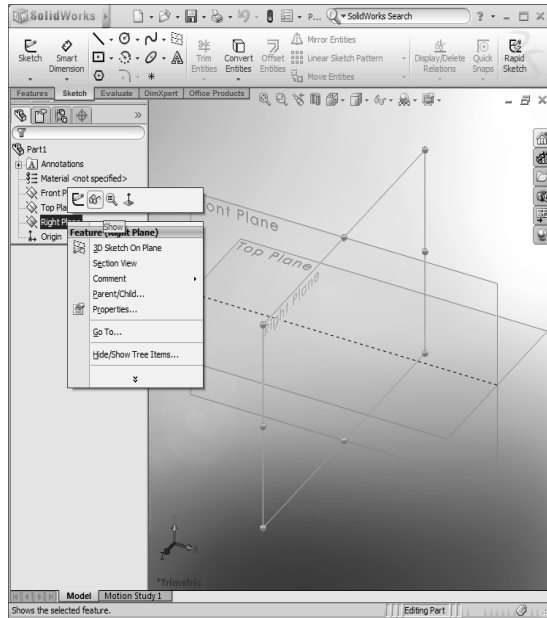 SolidWorks
P...
SolidWorks Search
?
Sketch
Smart Dimension
Trim Entities
Convert Entities
Offset Entities
Mirror Entities
Linear Sketch Pattern
Move Entities
Display/Delete Relations
Quick Snaps
Rapid Sketch
Features
Sketch
Evaluate
DimXpert
Office Products
Part1
Annotations
Material <not specified>
Front P
Top Pla
Right Plane
Origin
Show
Feature (Right Plane)
3D Sketch On Plane
Section View
Comment
Parent/Child...
Properties...
Go To...
Hide/Show Tree Items...
ont Plane
Top Plane
Right Plane
*Trimetric
Model
Motion Study 1
Shows the selected feature.
Editing Part